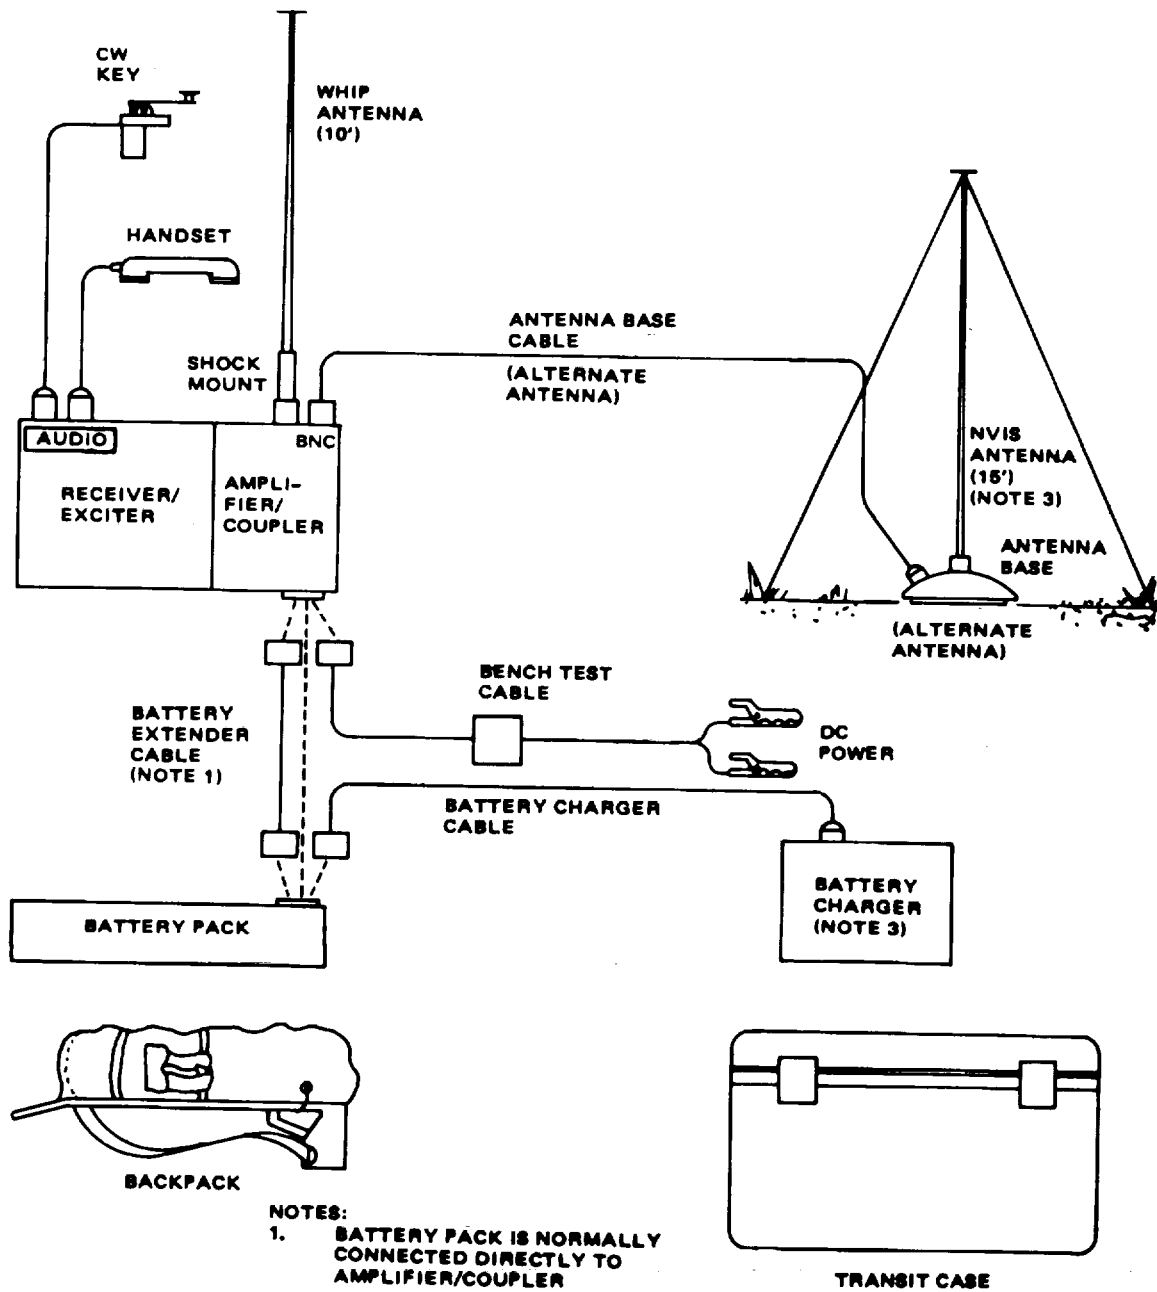 CW
KEY
WHIP
ANTENNA
(10')
HANDSET
ANTENNA BASE
CABLE
(ALTERNATE
ANTENNA)
SHOCK
MOUNT
AUDIO
BNC
RECEIVER/
EXCITER
AMPLI-
FIER/
COUPLER
NVIS
ANTENNA
(15')
(NOTE 3)
ANTENNA
BASE
(ALTERNATE
ANTENNA)
BENCH TEST
CABLE
BATTERY
EXTENDER
CABLE
(NOTE 1)
DC
POWER
BATTERY CHARGER
CABLE
BATTERY
CHARGER
(NOTE 3)
BATTERY PACK
BACKPACK
NOTES:
1. BATTERY PACK IS NORMALLY
CONNECTED DIRECTLY TO
AMPLIFIER/COUPLER
TRANSIT CASE